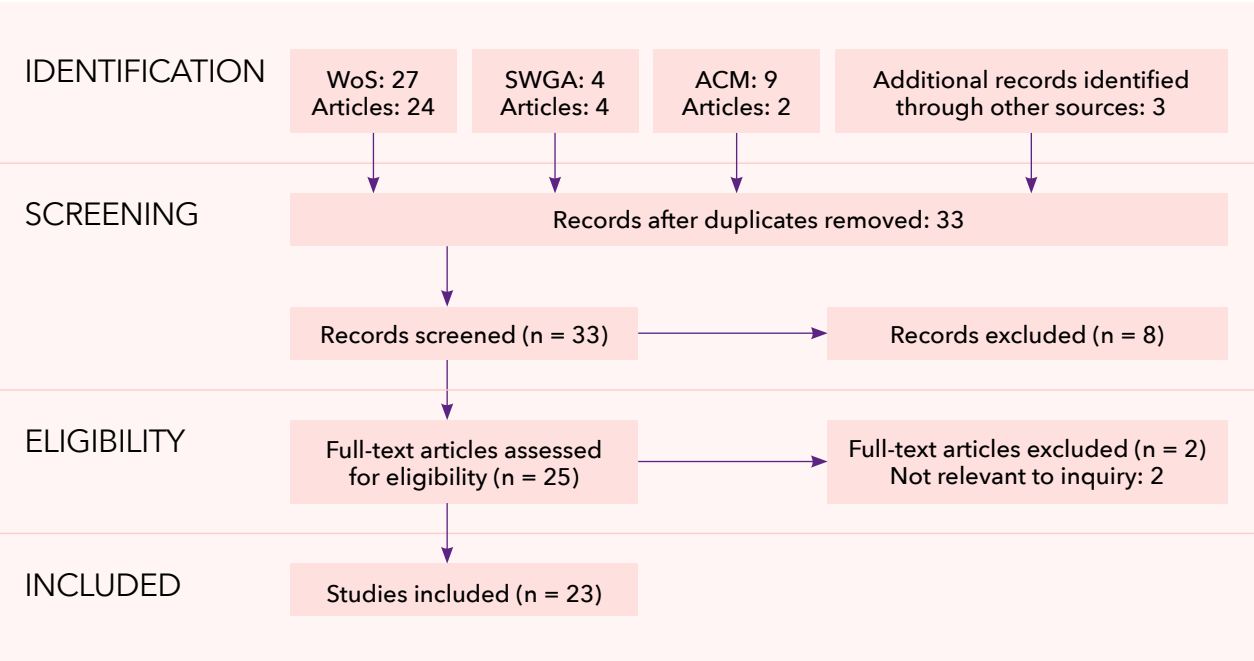 IDENTIFICATION
WoS: 27
Articles: 24
SWGA: 4
Articles: 4
ACM: 9
Articles: 2
Additional records identified
through other sources: 3
SCREENING
Records after duplicates removed: 33
Records screened (n = 33)
Records excluded (n = 8)
ELIGIBILITY
Full-text articles assessed
for eligibility (n = 25)
Full-text articles excluded (n = 2)
Not relevant to inquiry: 2
INCLUDED
Studies included (n = 23)